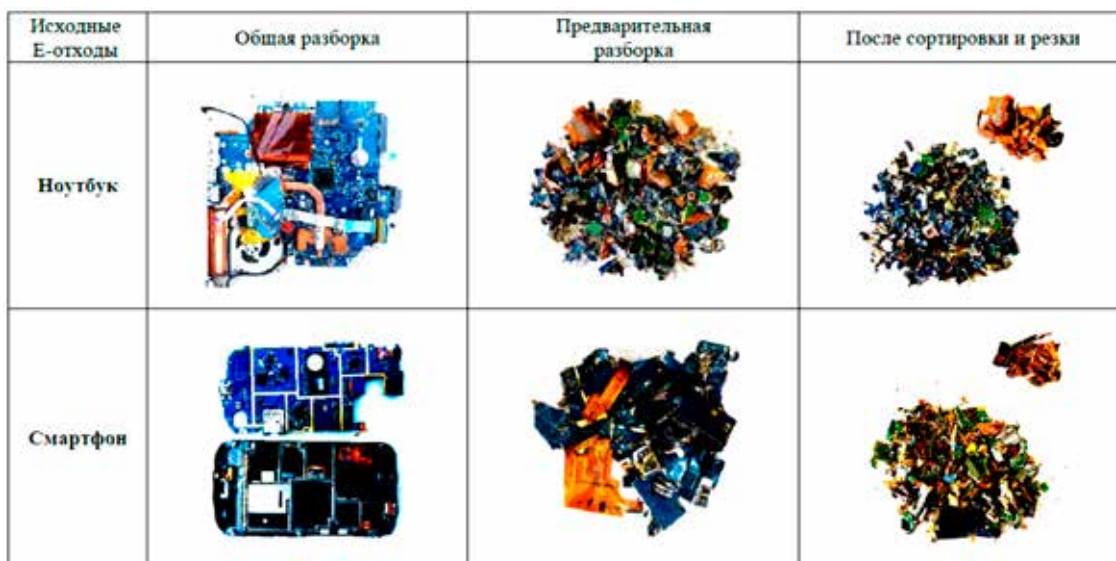 Исходные
Е-отходы
Общая разборка
Предварительная
разборка
После сортировки и резки
Ноутбук
Смартфон